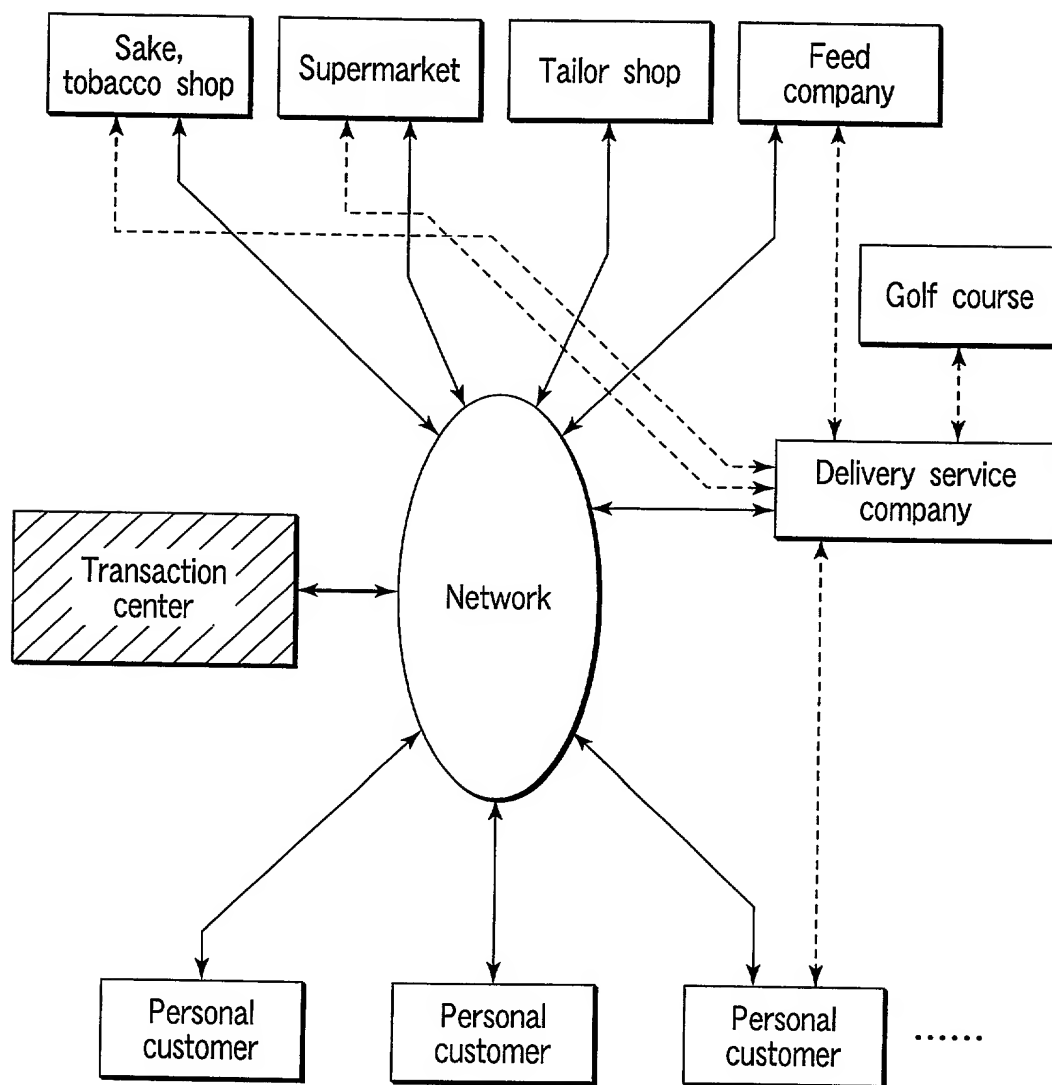 Sake,
tobacco shop
Supermarket
Tailor shop
Feed
company
Golf course
Delivery service
company
Transaction
center
Network
Personal
customer
Personal
customer
Personal
customer
......